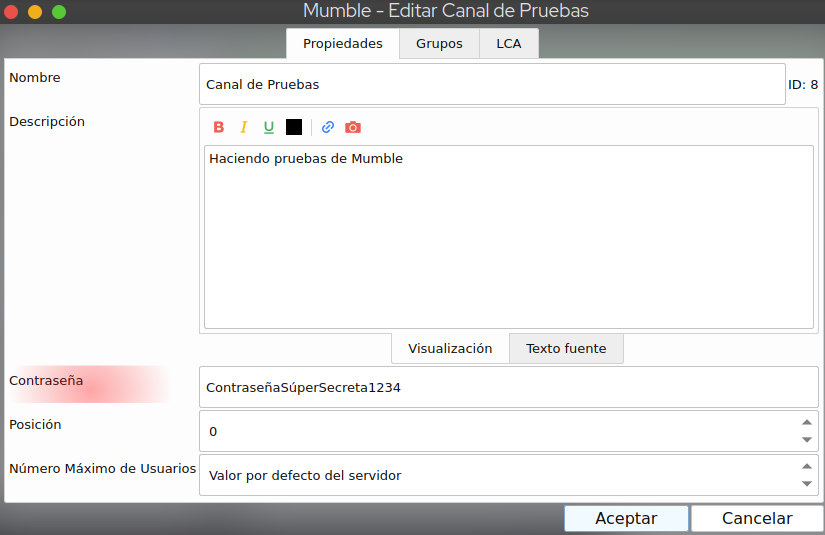 Mumble - Editar Canal de Pruebas
Propiedades Grupos LCA
Nombre Canal de Pruebas ID: 8
Descripción
B I U
Haciendo pruebas de Mumble
Visualización Texto fuente
Contraseña ContraseñaSúperSecreta1234
Posición 0
Número Máximo de Usuarios Valor por defecto del servidor
Aceptar Cancelar